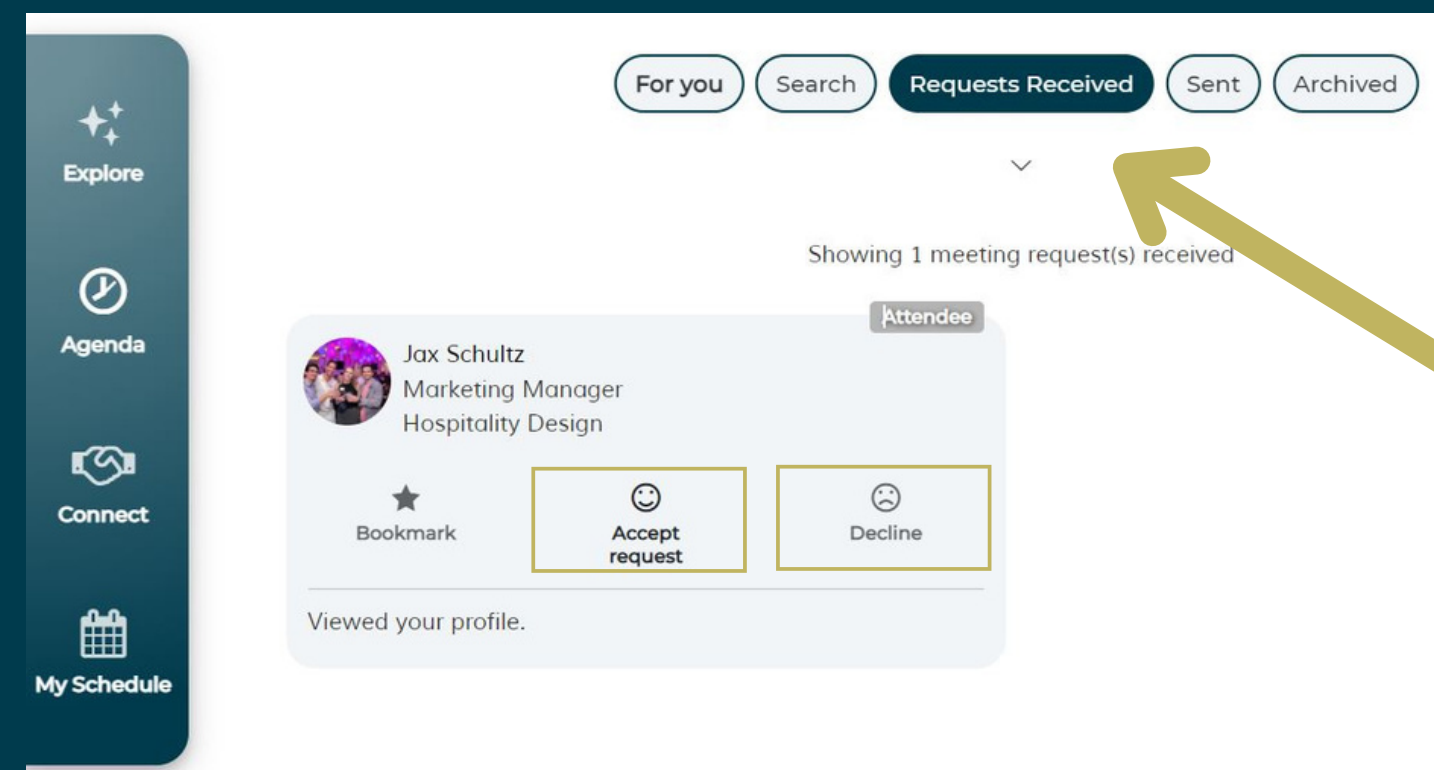 For you
Search
Requests Received
Sent
Archived
Explore
Agenda
Connect
My Schedule
Showing 1 meeting request(s) received
Attendee
Jax Schultz
Marketing Manager
Hospitality Design
Bookmark
Accept
request
Decline
Viewed your profile.